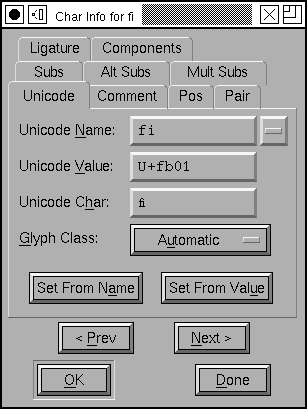 Char Info for fi
Ligature Components
Subs Alt Subs Mult Subs
Unicode Comment Pos Pair
Unicode Name: fi
Unicode Value: U+fb01
Unicode Char: ﬁ
Glyph Class: Automatic
Set From Name Set From Value
< Prev Next >
OK Done